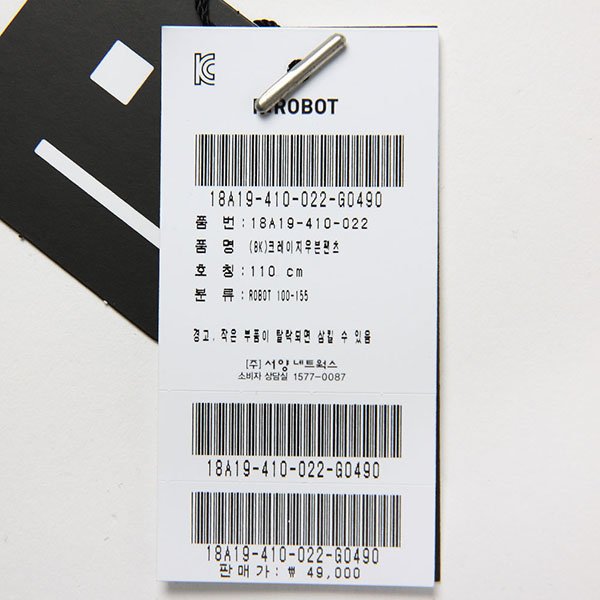 ROBOT
18A19-410-022-G0490
품 번 : 18A19-410-022
품 명 : (BK)크레이지우븐팬츠
호 칭 : 110 cm
분 류 : ROBOT 100-155
경고, 작은 부품이 탈락되면 삼킬 수 있음
(주) 서양네트웍스
소비자 상담실 1577-0087
18A19-410-022-G0490
18A19-410-022-G0490
판매가: ₩ 49,000